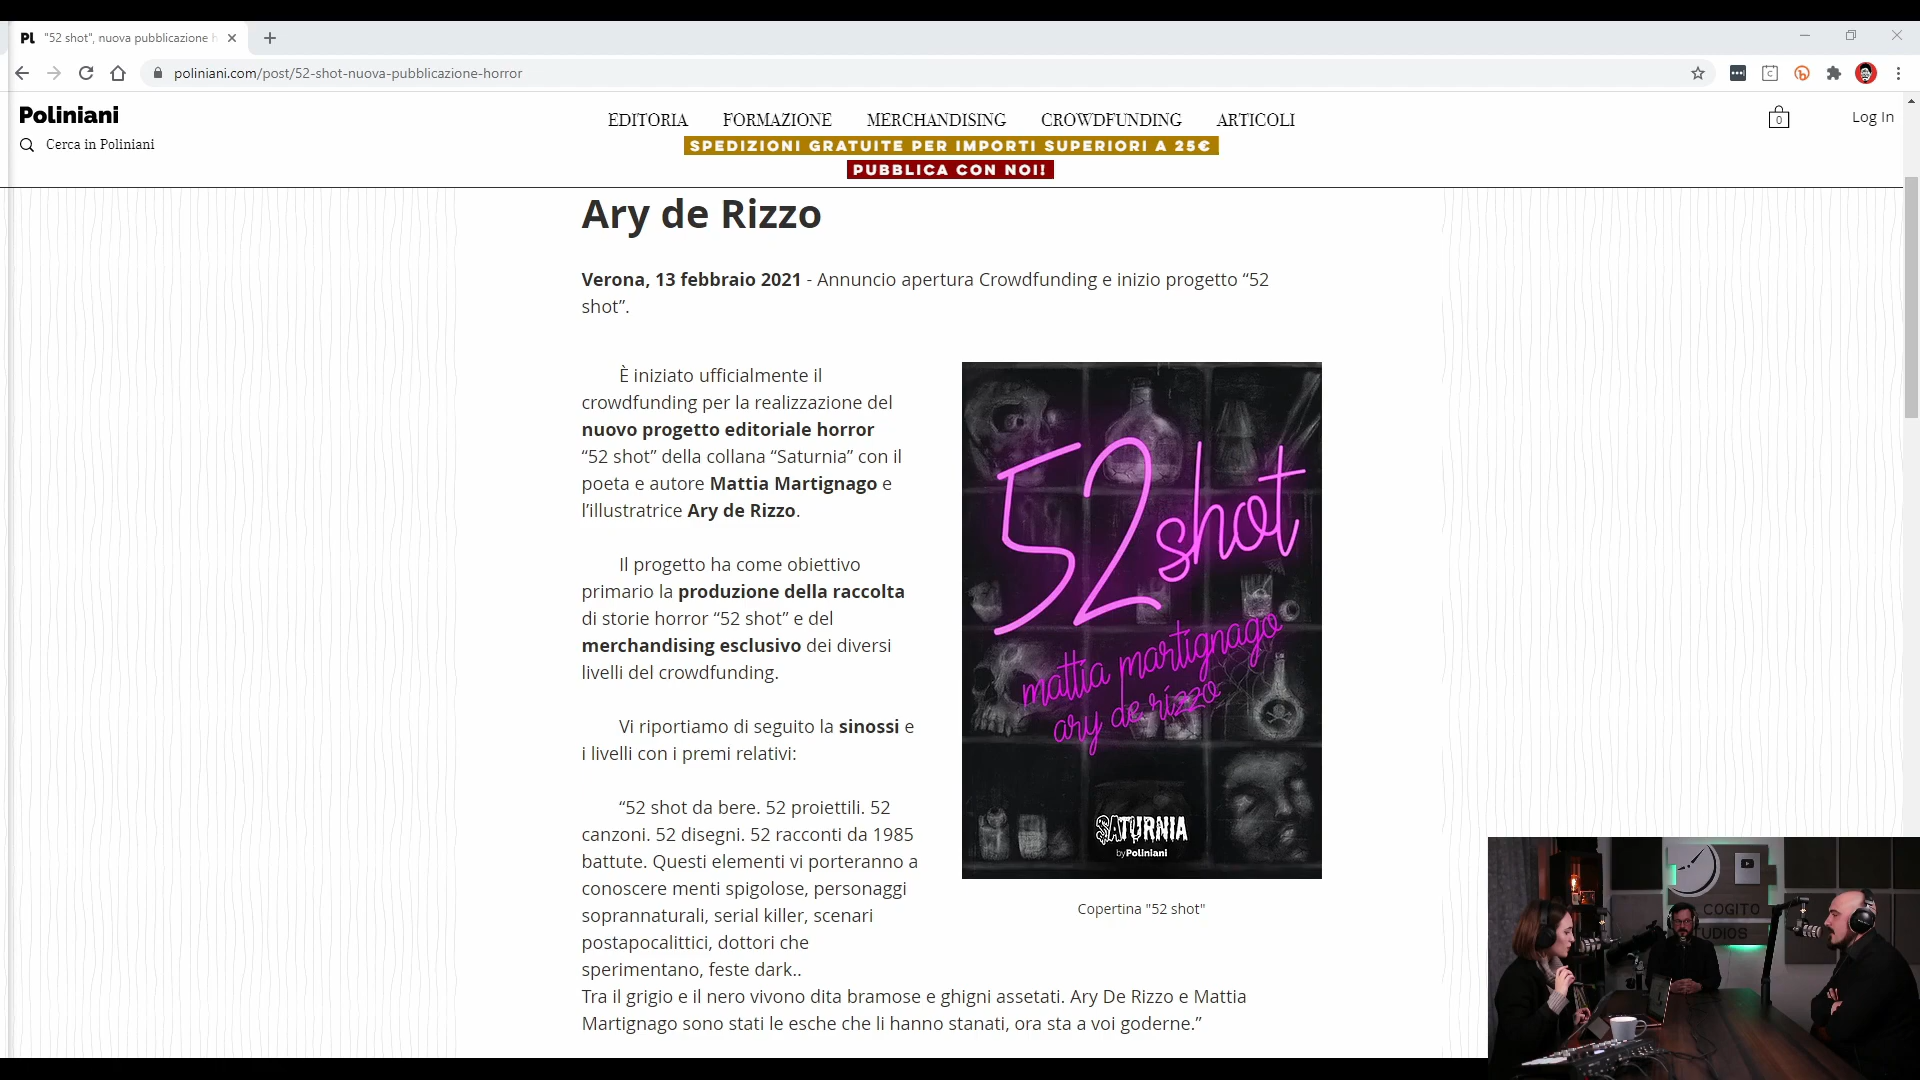 PL "52 shot", nuova pubblicazione h
poliniani.com/post/52-shot-nuova-pubblicazione-horror
Poliniani
Cerca in Poliniani
EDITORIA FORMAZIONE MERCHANDISING CROWDFUNDING ARTICOLI
SPEDIZIONI GRATUITE PER IMPORTI SUPERIORI A 25€
PUBBLICA CON NOI!
0
Log In
Ary de Rizzo
Verona, 13 febbraio 2021 - Annuncio apertura Crowdfunding e inizio progetto “52
shot”.
È iniziato ufficialmente il
crowdfunding per la realizzazione del
nuovo progetto editoriale horror
“52 shot” della collana “Saturnia” con il
poeta e autore Mattia Martignago e
l’illustratrice Ary de Rizzo.
Il progetto ha come obiettivo
primario la produzione della raccolta
di storie horror “52 shot” e del
merchandising esclusivo dei diversi
livelli del crowdfunding.
Vi riportiamo di seguito la sinossi e
i livelli con i premi relativi:
“52 shot da bere. 52 proiettili. 52
canzoni. 52 disegni. 52 racconti da 1985
battute. Questi elementi vi porteranno a
conoscere menti spigolose, personaggi
soprannaturali, serial killer, scenari
postapocalittici, dottori che
sperimentano, feste dark..
Tra il grigio e il nero vivono dita bramose e ghigni assetati. Ary De Rizzo e Mattia
Martignago sono stati le esche che li hanno stanati, ora sta a voi goderne.”
52 shot
mattia martignago
ary de rizzo
SATURNIA
by Poliniani
Copertina "52 shot"
COGITO
TUDIOS